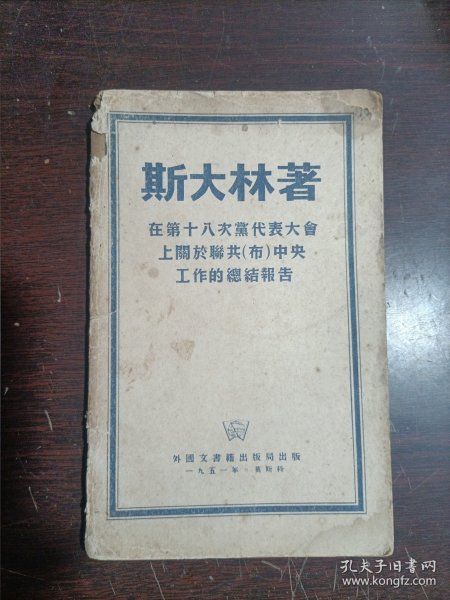 斯大林著
在第十八次黨代表大會
上關於聯共(布)中央
工作的總結報告
外國文書籍出版局出版
一九五一年·莫斯科
孔夫子旧书网
www.kongfz.com